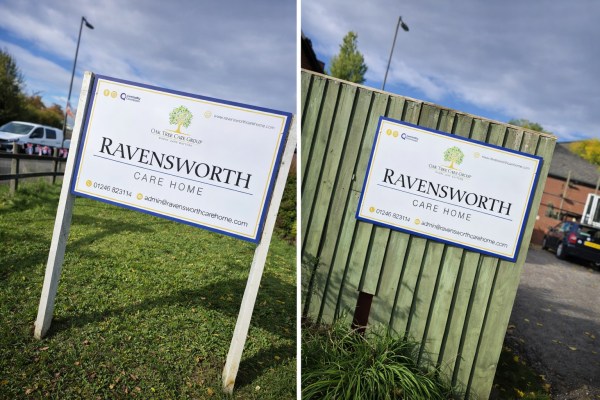 www.ravensworthcarehome.com
OAK TREE CARE GROUP
RAVENSWORTH
CARE HOME
01246 823114
admin@ravensworthcarehome.com
OAK TREE CARE GROUP
RAVENSWORTH
CARE HOME
01246 823114
admin@ravensworthcarehome.com